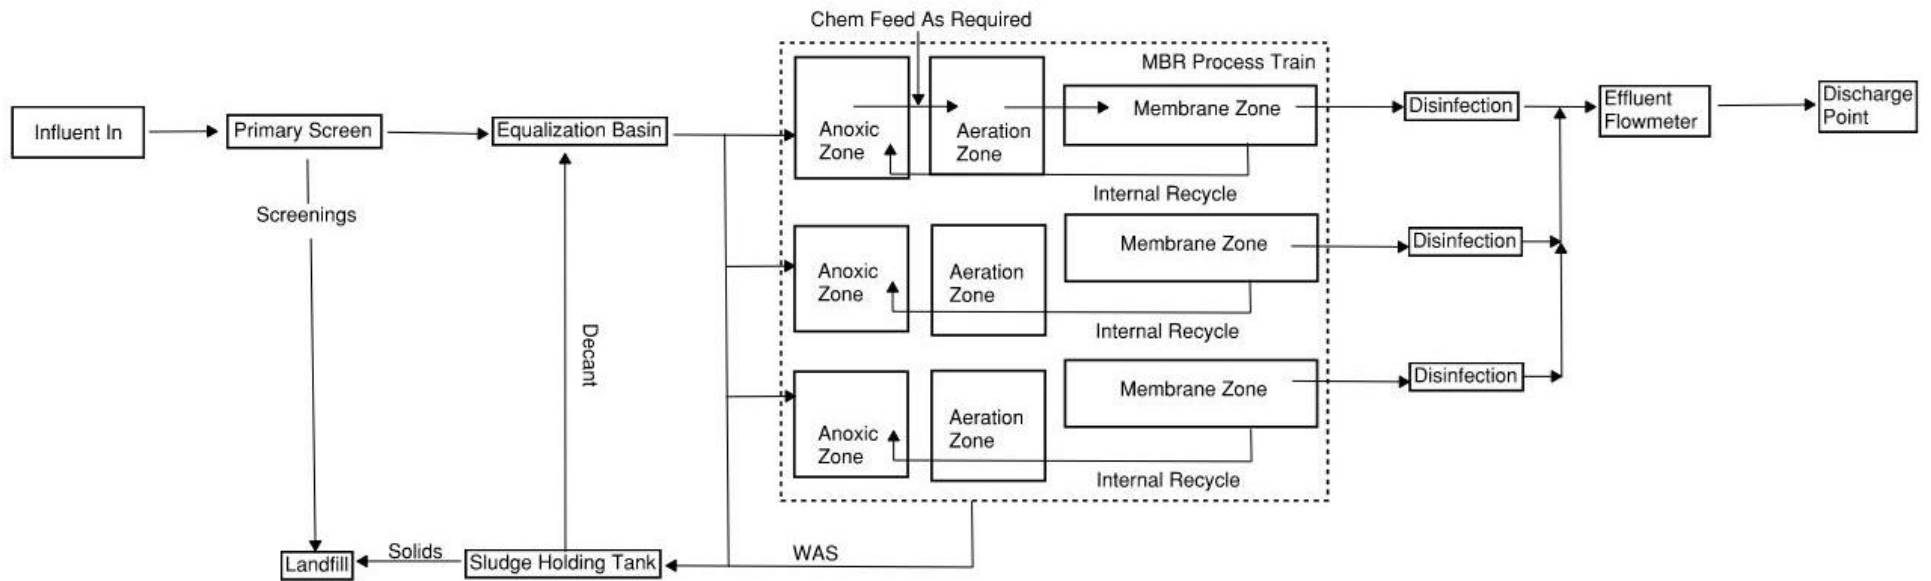 Chem Feed As Required
MBR Process Train
Influent In
Primary Screen
Equalization Basin
Anoxic
Zone
Aeration
Zone
Membrane Zone
Disinfection
Effluent
Flowmeter
Discharge
Point
Internal Recycle
Screenings
Anoxic
Zone
Aeration
Zone
Membrane Zone
Disinfection
Internal Recycle
Decant
Anoxic
Zone
Aeration
Zone
Membrane Zone
Disinfection
Internal Recycle
Landfill
Solids
Sludge Holding Tank
WAS